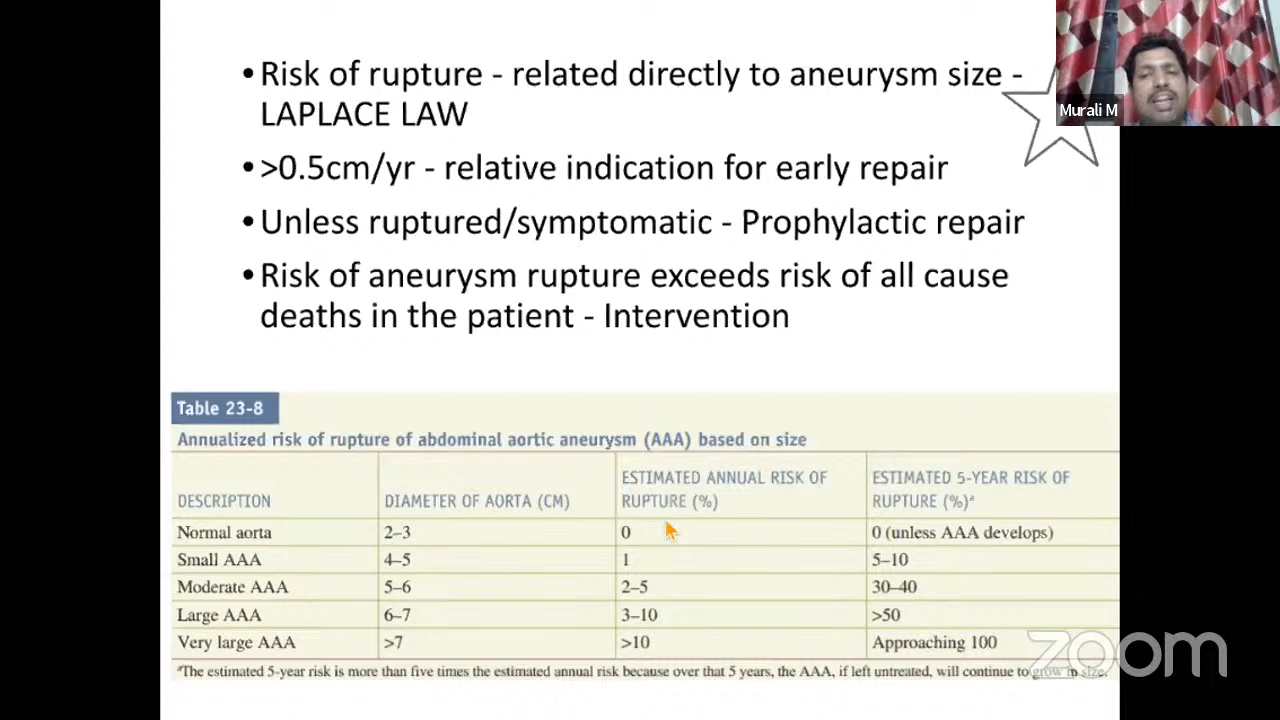 •Risk of rupture - related directly to aneurysm size -
LAPLACE LAW
•>0.5cm/yr - relative indication for early repair
•Unless ruptured/symptomatic - Prophylactic repair
•Risk of aneurysm rupture exceeds risk of all cause
deaths in the patient - Intervention
Murali M
Table 23-8
Annualized risk of rupture of abdominal aortic aneurysm (AAA) based on size
DESCRIPTION DIAMETER OF AORTA (CM) ESTIMATED ANNUAL RISK OF RUPTURE (%) ESTIMATED 5-YEAR RISK OF RUPTURE (%)ᵃ
Normal aorta 2–3 0 0 (unless AAA develops)
Small AAA 4–5 1 5–10
Moderate AAA 5–6 2–5 30–40
Large AAA 6–7 3–10 >50
Very large AAA >7 >10 Approaching 100
ᵃThe estimated 5-year risk is more than five times the estimated annual risk because over that 5 years, the AAA, if left untreated, will continue to grow in size.
zoom